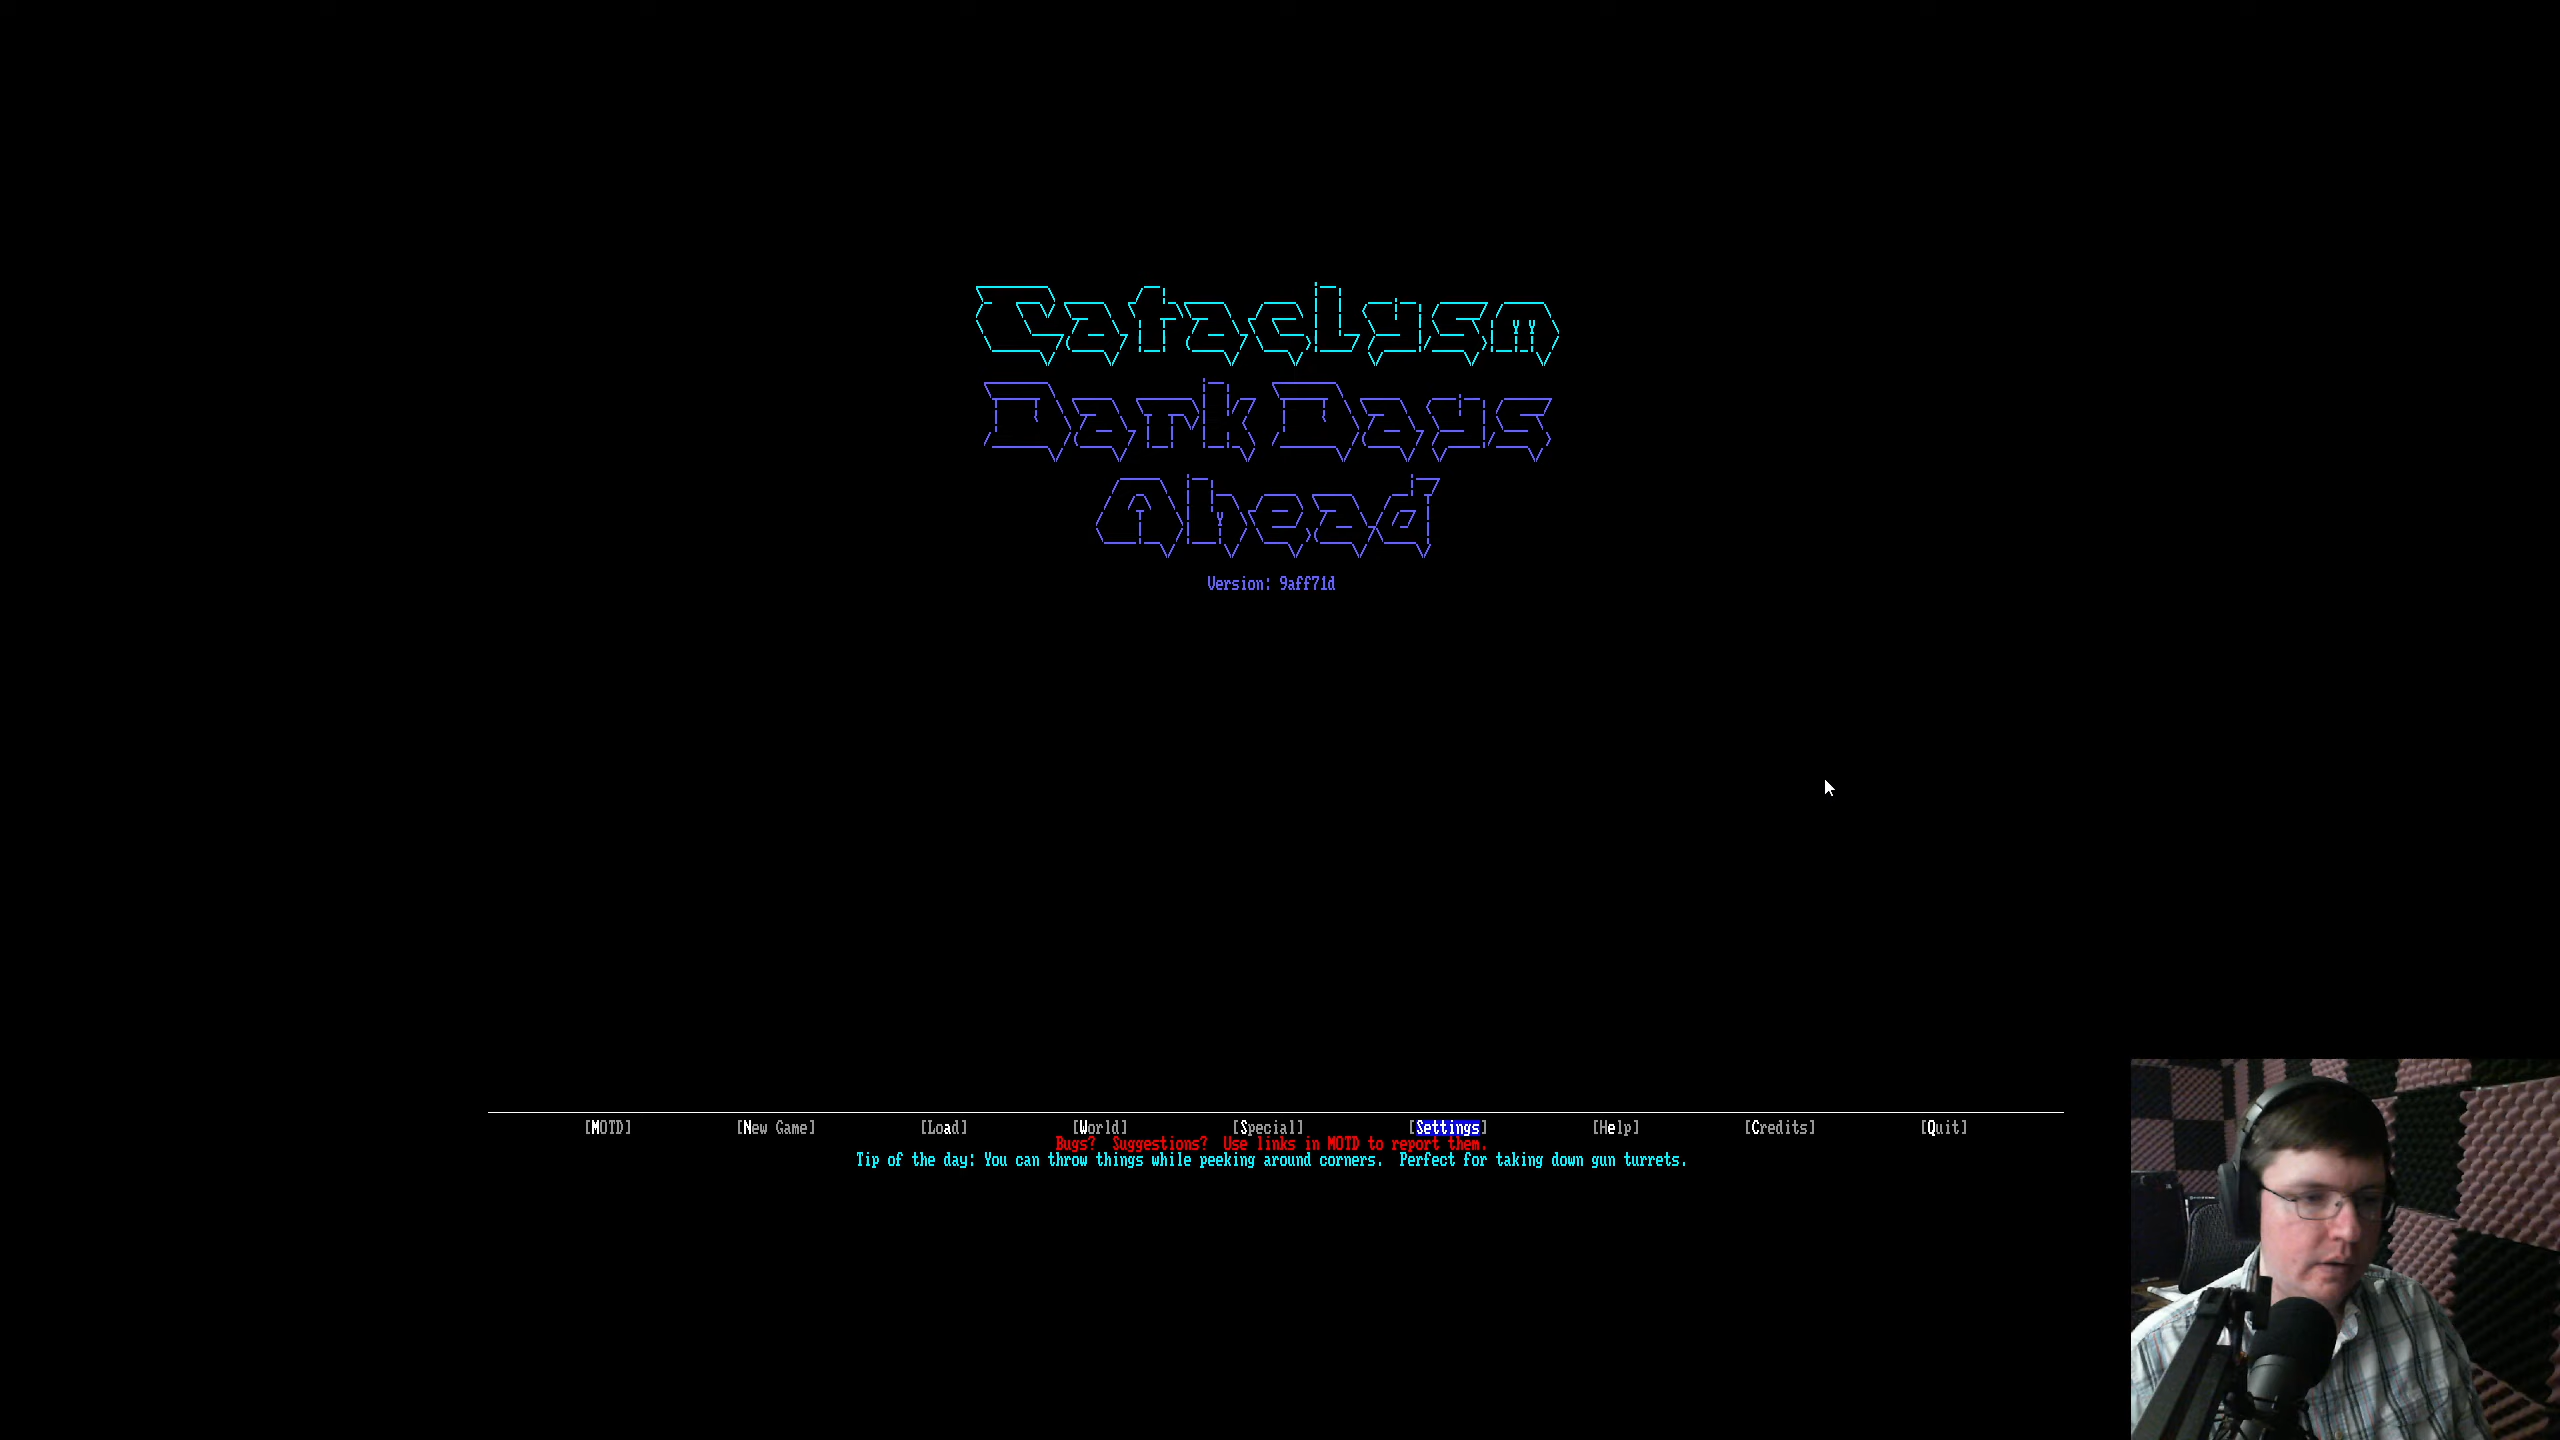 Cataclysm
Dark Days
Ahead
Version: 9aff71d
[MOTD] [New Game] [Load] [World] [Special] [Settings] [Help] [Credits] [Quit]
Bugs? Suggestions? Use links in MOTD to report them.
Tip of the day: You can throw things while peeking around corners. Perfect for taking down gun turrets.